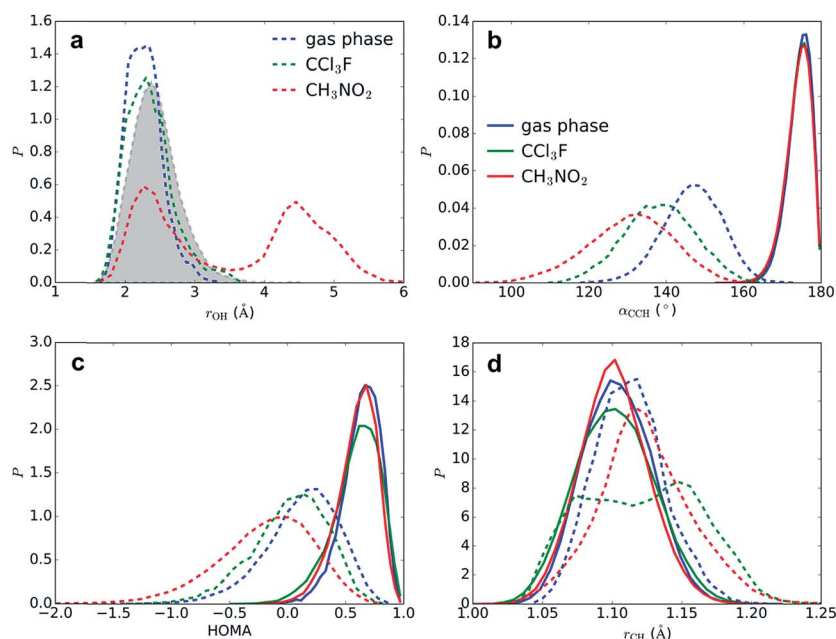 a
1.6
1.4
1.2
1.0
0.8
0.6
0.4
0.2
0.0
P
1 2 3 4 5 6
r_OH (Å)
gas phase
CCl₃F
CH₃NO₂
b
0.14
0.12
0.10
0.08
0.06
0.04
0.02
0.00
P
100 120 140 160 180
α_CCH (°)
gas phase
CCl₃F
CH₃NO₂
c
3.0
2.5
2.0
1.5
1.0
0.5
0.0
P
−2.0 −1.5 −1.0 −0.5 0.0 0.5 1.0
HOMA
d
18
16
14
12
10
8
6
4
2
0
P
1.00 1.05 1.10 1.15 1.20 1.25
r_CH (Å)